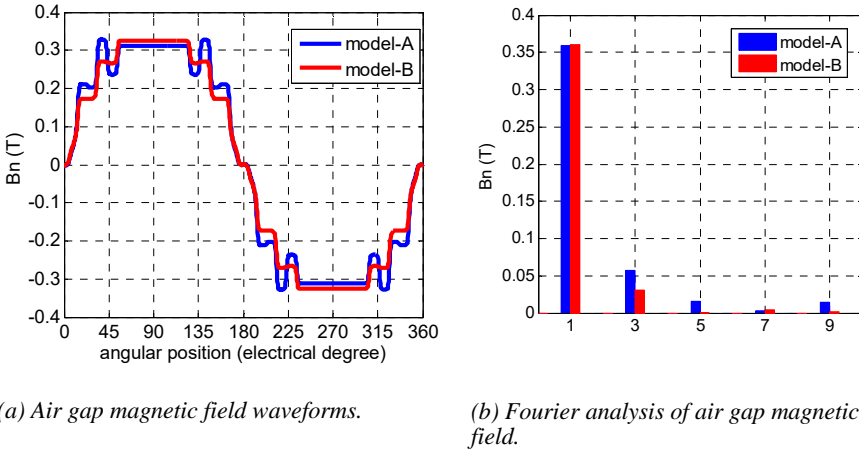 0.4
0.3
0.2
0.1
0
-0.1
-0.2
-0.3
-0.4
Bn (T)
model-A
model-B
0 45 90 135 180 225 270 315 360
angular position (electrical degree)
(a) Air gap magnetic field waveforms.
0.4
0.35
0.3
0.25
0.2
0.15
0.1
0.05
0
Bn (T)
model-A
model-B
1 3 5 7 9
(b) Fourier analysis of air gap magnetic
field.